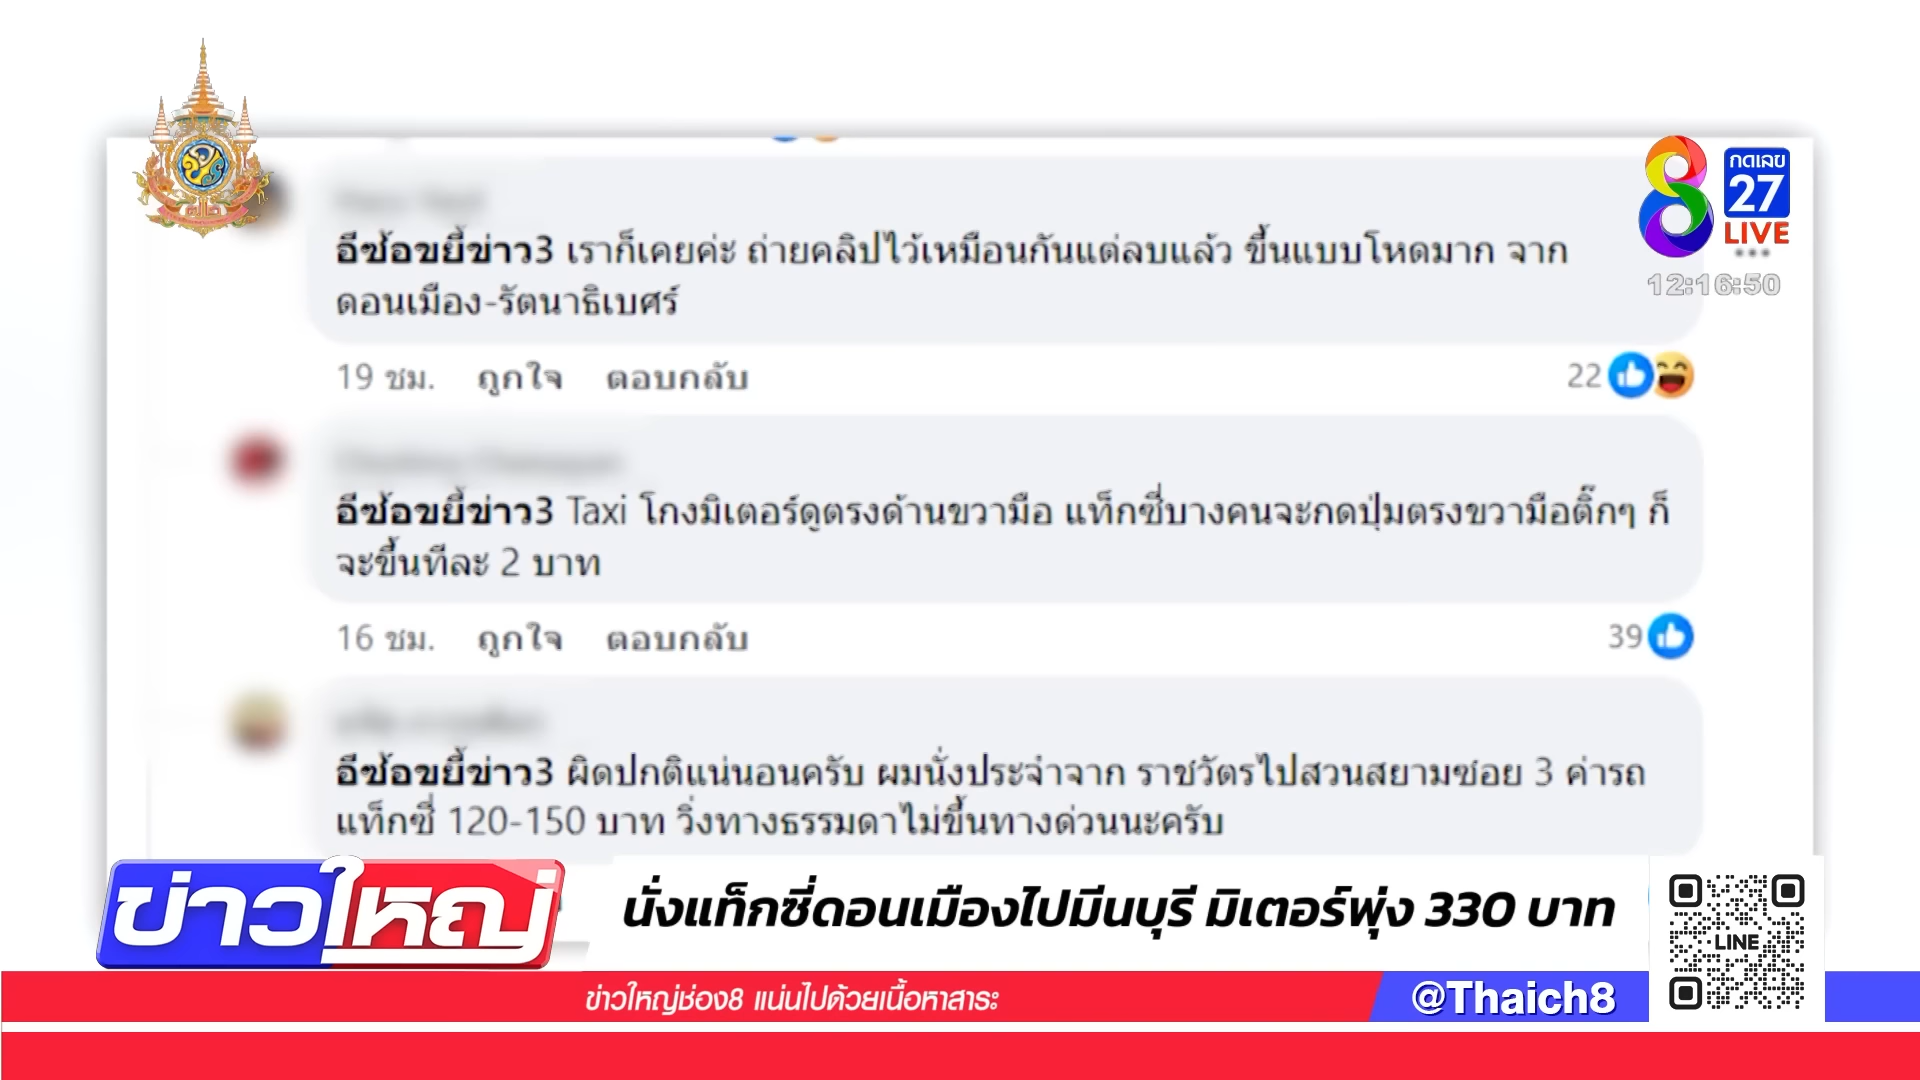 กดเลข
27
LIVE
12:16:50
อีซ้อขยี้ข่าว3 เราก็เคยค่ะ ถ่ายคลิปไว้เหมือนกันแต่ลบแล้ว ขึ้นแบบโหดมาก จาก
ดอนเมือง-รัตนาธิเบศร์
19 ชม. ถูกใจ ตอบกลับ 22
อีซ้อขยี้ข่าว3 Taxi โกงมิเตอร์ดูตรงด้านขวามือ แท็กซี่บางคนจะกดปุ่มตรงขวามือติ๊กๆ ก็
จะขึ้นทีละ 2 บาท
16 ชม. ถูกใจ ตอบกลับ 39
อีซ้อขยี้ข่าว3 ผิดปกติแน่นอนครับ ผมนั่งประจำจาก ราชวัตรไปสวนสยามซอย 3 ค่ารถ
แท็กซี่ 120-150 บาท วิ่งทางธรรมดาไม่ขึ้นทางด่วนนะครับ
ข่าวใหญ่
นั่งแท็กซี่ดอนเมืองไปมีนบุรี มิเตอร์พุ่ง 330 บาท
LINE
ข่าวใหญ่ช่อง8 แน่นไปด้วยเนื้อหาสาระ
@Thaich8